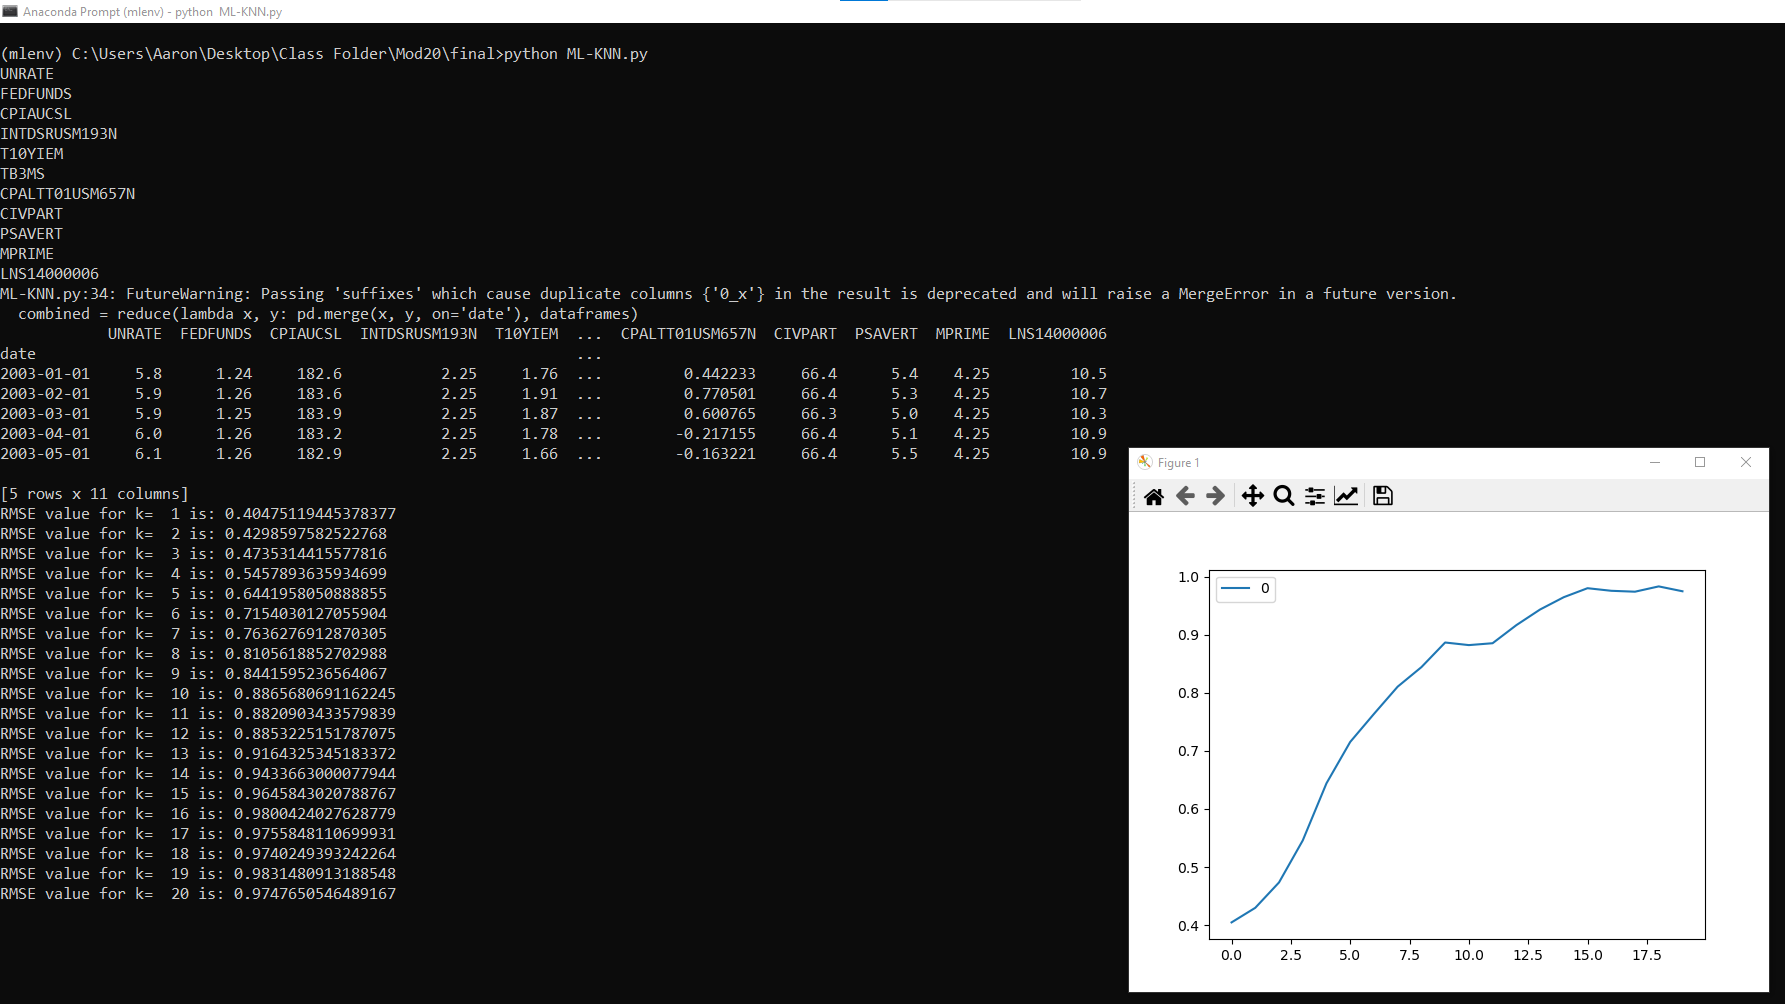 Anaconda Prompt (mlenv) - python  ML-KNN.py
(mlenv) C:\Users\Aaron\Desktop\Class Folder\Mod20\final>python ML-KNN.py
UNRATE
FEDFUNDS
CPIAUCSL
INTDSRUSM193N
T10YIEM
TB3MS
CPALTT01USM657N
CIVPART
PSAVERT
MPRIME
LNS14000006
ML-KNN.py:34: FutureWarning: Passing 'suffixes' which cause duplicate columns {'0_x'} in the result is deprecated and will raise a MergeError in a future version.
  combined = reduce(lambda x, y: pd.merge(x, y, on='date'), dataframes)
            UNRATE  FEDFUNDS  CPIAUCSL  INTDSRUSM193N  T10YIEM  ...  CPALTT01USM657N  CIVPART  PSAVERT  MPRIME  LNS14000006
date                                                            ...
2003-01-01     5.8      1.24     182.6           2.25     1.76  ...         0.442233     66.4      5.4    4.25         10.5
2003-02-01     5.9      1.26     183.6           2.25     1.91  ...         0.770501     66.4      5.3    4.25         10.7
2003-03-01     5.9      1.25     183.9           2.25     1.87  ...         0.600765     66.3      5.0    4.25         10.3
2003-04-01     6.0      1.26     183.2           2.25     1.78  ...        -0.217155     66.4      5.1    4.25         10.9
2003-05-01     6.1      1.26     182.9           2.25     1.66  ...        -0.163221     66.4      5.5    4.25         10.9
[5 rows x 11 columns]
RMSE value for k=  1 is: 0.40475119445378377
RMSE value for k=  2 is: 0.4298597582522768
RMSE value for k=  3 is: 0.4735314415577816
RMSE value for k=  4 is: 0.5457893635934699
RMSE value for k=  5 is: 0.6441958050888855
RMSE value for k=  6 is: 0.7154030127055904
RMSE value for k=  7 is: 0.7636276912870305
RMSE value for k=  8 is: 0.8105618852702988
RMSE value for k=  9 is: 0.8441595236564067
RMSE value for k=  10 is: 0.8865680691162245
RMSE value for k=  11 is: 0.8820903433579839
RMSE value for k=  12 is: 0.8853225151787075
RMSE value for k=  13 is: 0.9164325345183372
RMSE value for k=  14 is: 0.9433663000077944
RMSE value for k=  15 is: 0.9645843020788767
RMSE value for k=  16 is: 0.9800424027628779
RMSE value for k=  17 is: 0.9755848110699931
RMSE value for k=  18 is: 0.9740249393242264
RMSE value for k=  19 is: 0.9831480913188548
RMSE value for k=  20 is: 0.9747650546489167
Figure 1
0
1.0
0.9
0.8
0.7
0.6
0.5
0.4
0.0 2.5 5.0 7.5 10.0 12.5 15.0 17.5